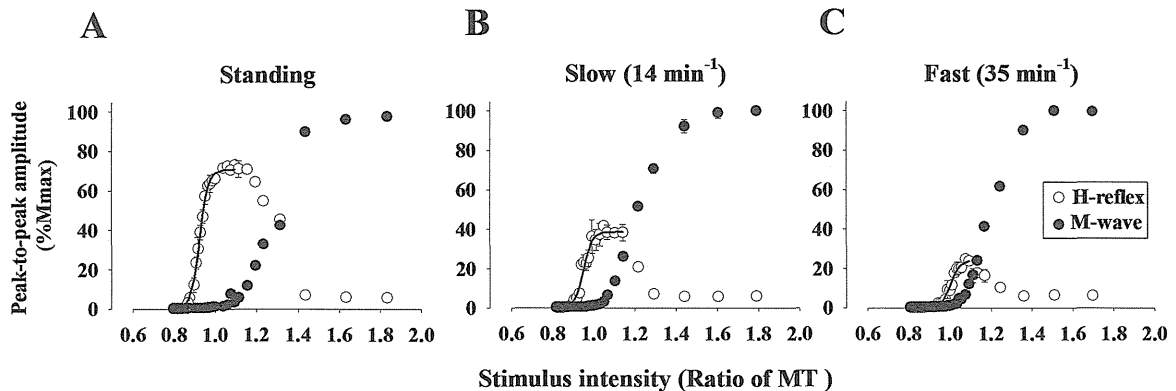 A
B
C
Standing
Slow (14 min⁻¹)
Fast (35 min⁻¹)
Peak-to-peak amplitude
(%Mmax)
100
80
60
40
20
0
0.6 0.8 1.0 1.2 1.4 1.6 1.8 2.0
100
80
60
40
20
0
0.6 0.8 1.0 1.2 1.4 1.6 1.8 2.0
100
80
60
40
20
0
0.6 0.8 1.0 1.2 1.4 1.6 1.8 2.0
H-reflex
M-wave
Stimulus intensity (Ratio of MT )